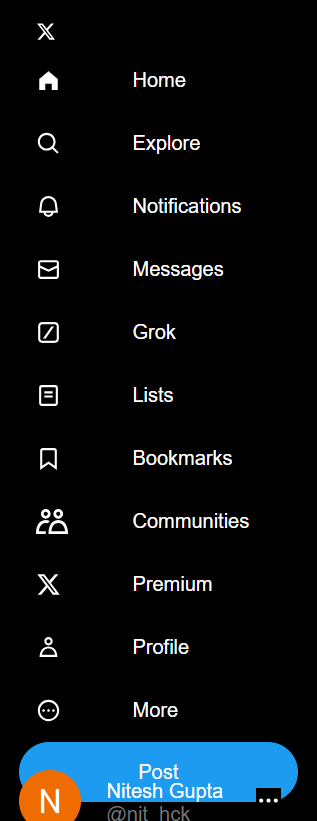 Home
Explore
Notifications
Messages
Grok
Lists
Bookmarks
Communities
Premium
Profile
More
Post
N
Nitesh Gupta
@nit_hck